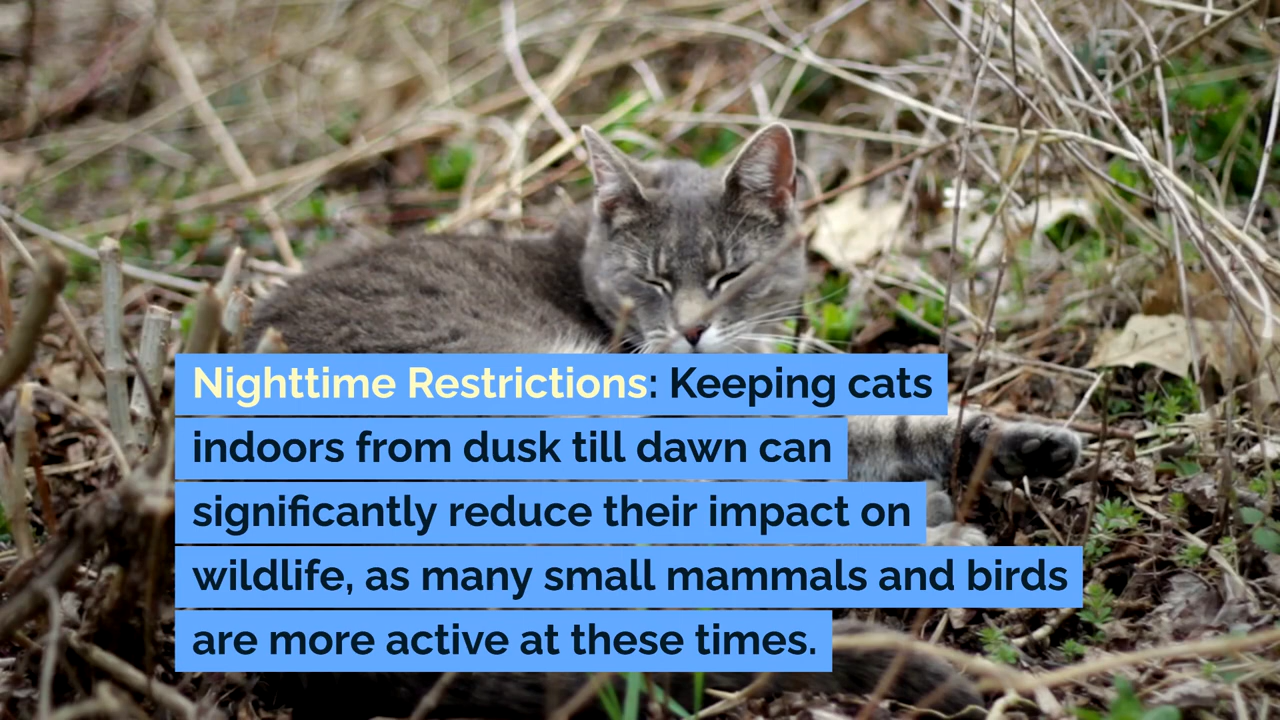 Nighttime Restrictions: Keeping cats
indoors from dusk till dawn can
significantly reduce their impact on
wildlife, as many small mammals and birds
are more active at these times.